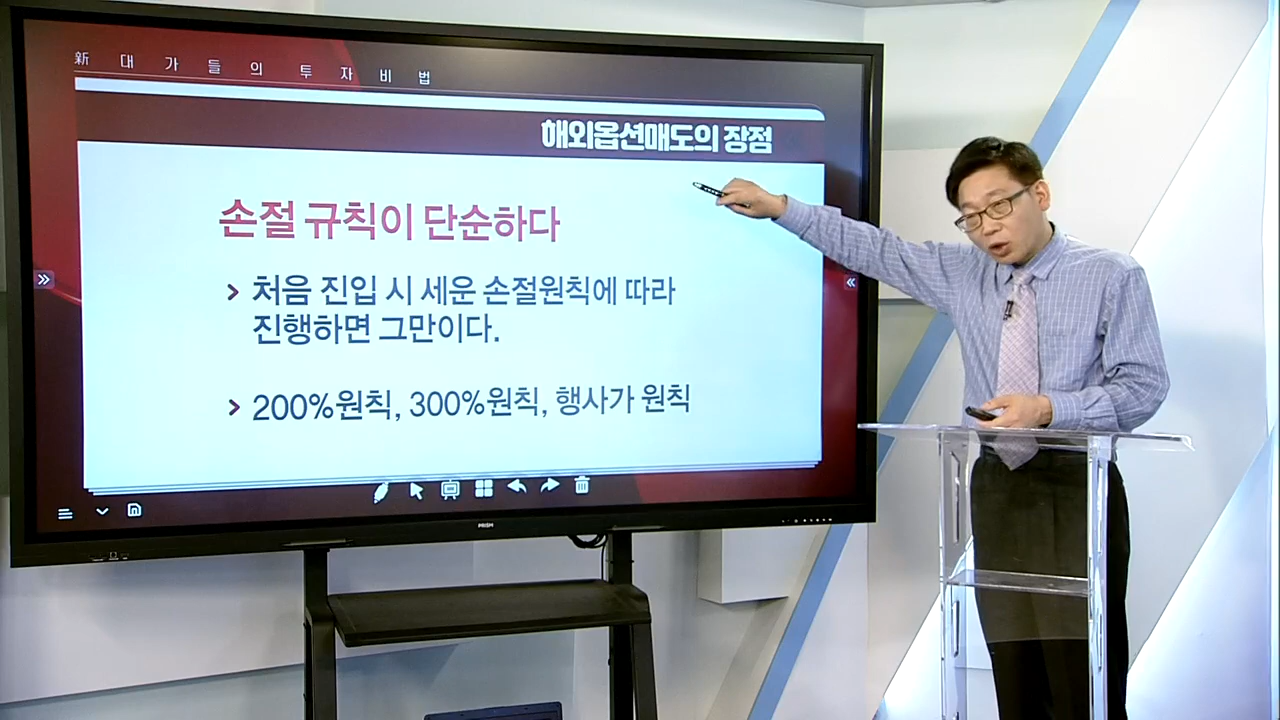 新 대 가 들 의 투 자 비 법
해외옵션매도의 장점
손절 규칙이 단순하다
처음 진입 시 세운 손절원칙에 따라
진행하면 그만이다.
200%원칙, 300%원칙, 행사가 원칙
PRISM